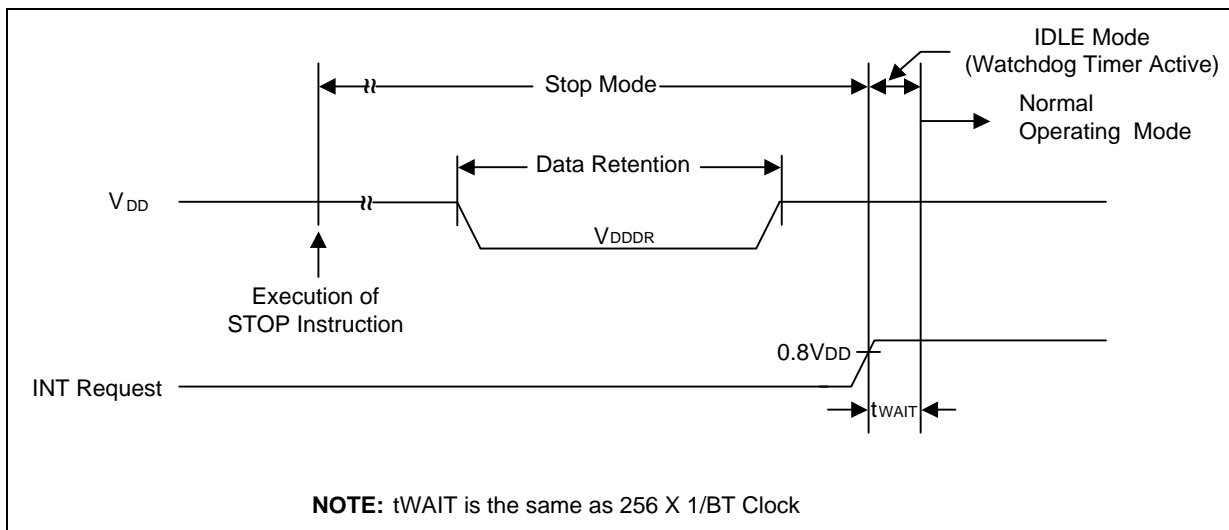 IDLE Mode
(Watchdog Timer Active)
Stop Mode
Normal
Operating Mode
Data Retention
VDD
VDDDR
Execution of
STOP Instruction
0.8VDD
INT Request
tWAIT
NOTE: tWAIT is the same as 256 X 1/BT Clock